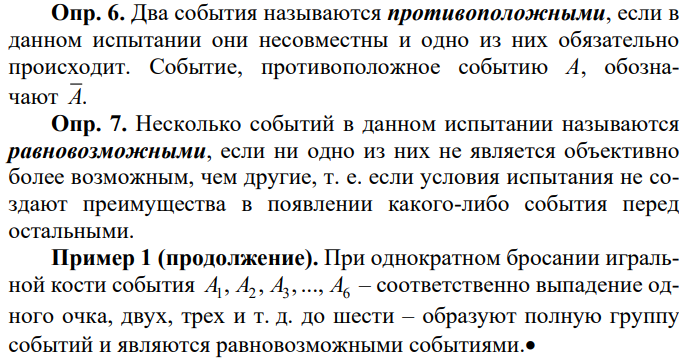 Опр. 6. Два события называются противоположными, если в
данном испытании они несовместны и одно из них обязательно
происходит. Событие, противоположное событию A, обозна-
чают A̅.
Опр. 7. Несколько событий в данном испытании называются
равновозможными, если ни одно из них не является объективно
более возможным, чем другие, т. е. если условия испытания не со-
здают преимущества в появлении какого-либо события перед
остальными.
Пример 1 (продолжение). При однократном бросании играль-
ной кости события A₁, A₂, A₃, ..., A₆ – соответственно выпадение од-
ного очка, двух, трех и т. д. до шести – образуют полную группу
событий и являются равновозможными событиями.•